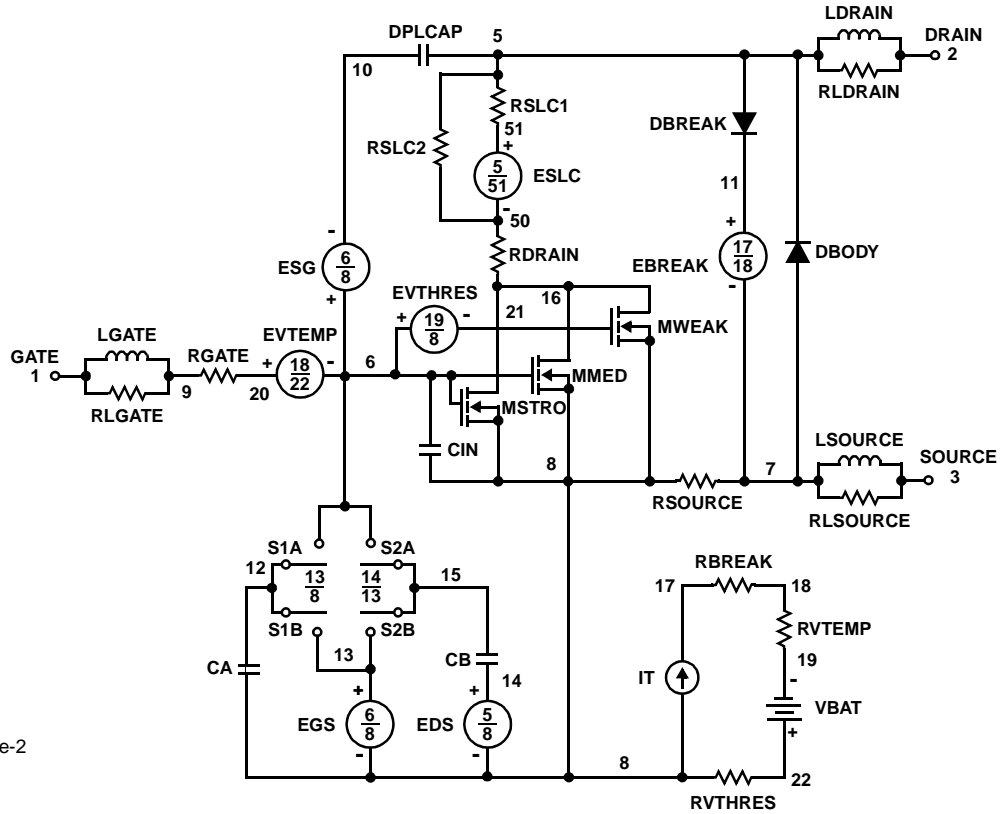 LDRAIN
DPLCAP 5 DRAIN
10 2
RLDRAIN
RSLC1
DBREAK
51
RSLC2
+
5
51
ESLC
11
-
50
+
-
17
18
RDRAIN
DBODY
6
8
ESG
EBREAK
EVTHRES
16
-
+
21
+
19
8
-
MWEAK
LGATE
EVTEMP
GATE
1
RGATE
+
18
22
-
6
MMED
9
20
MSTRO
RLGATE
LSOURCE
CIN
8
7
SOURCE
3
RSOURCE
RLSOURCE
S1A
S2A
12
13
8
14
13
15
RBREAK
17
18
S1B
S2B
RVTEMP
13
CB
19
CA
14
IT
-
+
+
VBAT
EGS
6
8
EDS
5
8
+
-
-
e-2
8
22
RVTHRES